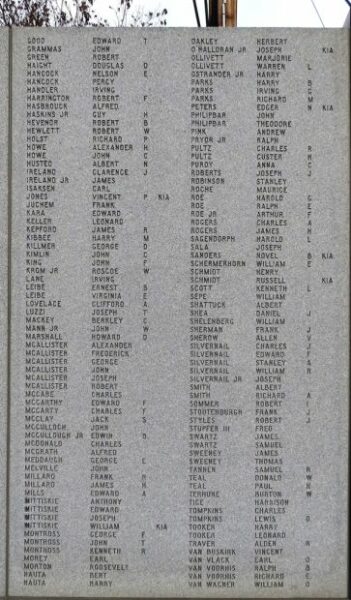 GOOD EDWARD T
GRAMMAS JOHN
GREEN ROBERT
HAIGHT DOUGLAS D
HANCOCK NELSON E
HANCOCK PERCY
HANDLER IRVING
HARRINGTON ROBERT F
HASBROUCK ALFRED
HASKINS JR GUY H
HEVENOR ROBERT B
HEWLETT ROBERT W
HOLST RICHARD P
HOWE ALEXANDER H
HOWE JOHN C
HUSTED ALBERT N
IRELAND CLARENCE J
IRELAND JR JAMES
ISARSEN CARL
JONES VINCENT P KIA
JUCHEM FRANK
KARA EDWARD
KELLER LEONARD
KEPFORD JAMES R
KIBBEE HARRY M
KILLMER GEORGE D
KIMLIN JOHN C
KING JOHN F
KROM JR ROSCOE W
LANE IRVING
LEIBE ERNEST B
LEIBE VIRGINIA E
LOVELACE CLIFFORD A
LUZZI JOSEPH T
MACKEY BERKLEY C
MANN JR JOHN W
MARSHALL HOWARD D
MCALLISTER ALEXANDER
MCALLISTER FREDERICK
MCALLISTER GEORGE
MCALLISTER JOHN
MCALLISTER JOSEPH
MCALLISTER ROBERT
MCCABE CHARLES
MCCARTHY EDWARD F
MCCARTY CHARLES Y
MCCLAY JACK S
MCCULLOCH JOHN
MCCULLOUGH JR EDWIN D
MCDONALD CHARLES
MCGRATH ALFRED
MEDDAUGH GEORGE E
MELVILLE JOHN
MILLARD FRANK R
MILLARD JAMES N
MILLS EDWARD A
MITTISKIE ANTHONY
MITTISKIE EDWARD
MITTISKIE JOSEPH
MITTISKIE WILLIAM KIA
MONTROSS GEORGE F
MONTROSS JOHN T
MONTROSS KENNETH R
MOREY EARL
MORTON ROOSEVELT
NAUTA BERT
NAUTA HARRY
OAKLEY HERBERT
O HALLORAN JR JOSEPH KIA
OLLIVETT MARJORIE
OLLIVETT WARREN L
OSTRANDER JR HARRY
PARKS HARRY B
PARKS IRVING G
PARKS RICHARD M
PETERS EDGER N KIA
PHILIPBAR JOHN
PHILIPBAR THEODORE
PINK ANDREW
PRYOR JR RALPH
PULTZ CHARLES R
PULTZ CUSTER R
PURDY ANNA C
ROBERTS JOSEPH J
ROBINSON STANLEY
ROCHE MAURICE
ROE HAROLD G
ROE RALPH E
ROE JR ARTHUR F
ROGERS CHARLES A
ROGERS JAMES H
SAGENDORPH HAROLD L
SALA JOSEPH
SANDERS NOVEL B KIA
SCHERMERHORN WILLIAM E
SCHMIDT HENRY
SCHMIDT RUSSELL KIA
SCOTT KENNETH L
SEPE WILLIAM
SHATTUCK ALBERT
SHEA DANIEL J
SHELENBERG WILLIAM
SHERMAN FRANK J
SHEROW ALLEN V
SILVERNAIL CHARLES J
SILVERNAIL EDWARD
SILVERNAIL STANLEY A
SILVERNAIL WILLIAM R
SILVERNAIL JR JOSEPH
SMITH ALBERT J
SMITH RICHARD A
SOMMER ROBERT
STOUTENBURGH FRANK J
STYLES ROBERT J
STUPFER III FRED
SWARTZ JAMES
SWARTZ SAMUEL
SWEENEY JAMES
SWEENEY THOMAS
TANNER SAMUEL R
TEAL DONALD W
TEAL PAUL R
TERHUNE BURTON W
TICE HARRISON
TOMPKINS CHARLES
TOMPKINS LEWIS O
TOOKER HARRY
TOOKER LEONARD
TRAVER ALDEN R
VAN BUSKIRK VINCENT
VAN VLACK EARL D
VAN VOORHIS RALPH B
VAN VOORHIS RICHARD E
VAN WAGNER WILLIAM O